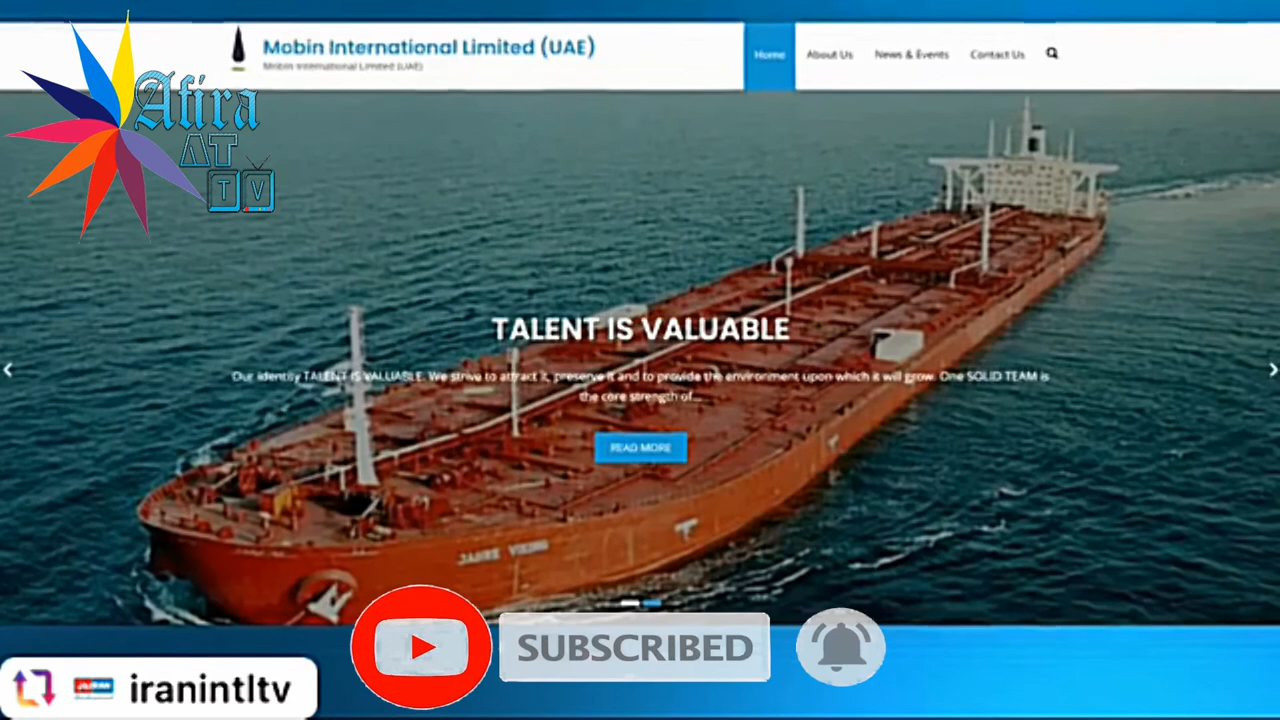 Mobin International Limited (UAE)
Mobin International Limited (UAE)
Home
About Us
News & Events
Contact Us
Afira
AT
TV
TALENT IS VALUABLE
Our identity TALENT IS VALUABLE. We strive to attract it, preserve it and to provide the environment upon which it will grow. One SOLID TEAM is
the core strength of...
READ MORE
JAHRE VIKING
SUBSCRIBED
iranintltv